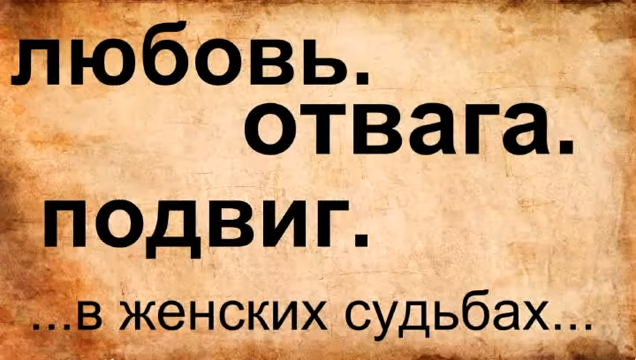 любовь.
отвага.
подвиг.
...в женских судьбах...